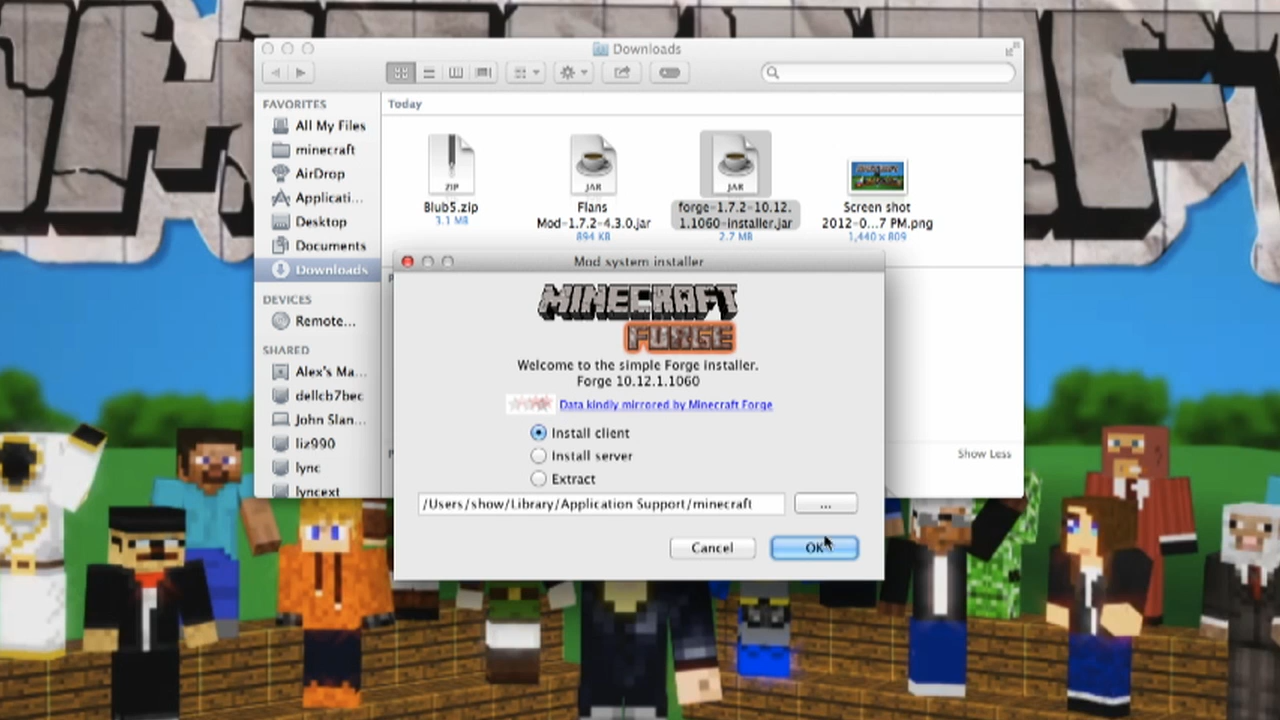 Downloads
FAVORITES
All My Files
minecraft
AirDrop
Applicati...
Desktop
Documents
Downloads
DEVICES
Remote...
SHARED
Alex's Ma...
dellcb7bec
John Slan...
liz990
lync
lyncext
Today
ZIP
Blub5.zip
3.1 MB
JAR
Flans
Mod-1.7.2-4.3.0.jar
894 KB
JAR
forge-1.7.2-10.12.
1.1060-installer.jar
2.7 MB
Screen shot
2012-0...7 PM.png
1,440 × 809
Show Less
Mod system installer
MINECRAFT
FORGE
Welcome to the simple Forge installer.
Forge 10.12.1.1060
Data kindly mirrored by Minecraft Forge
Install client
Install server
Extract
/Users/show/Library/Application Support/minecraft
...
Cancel
OK